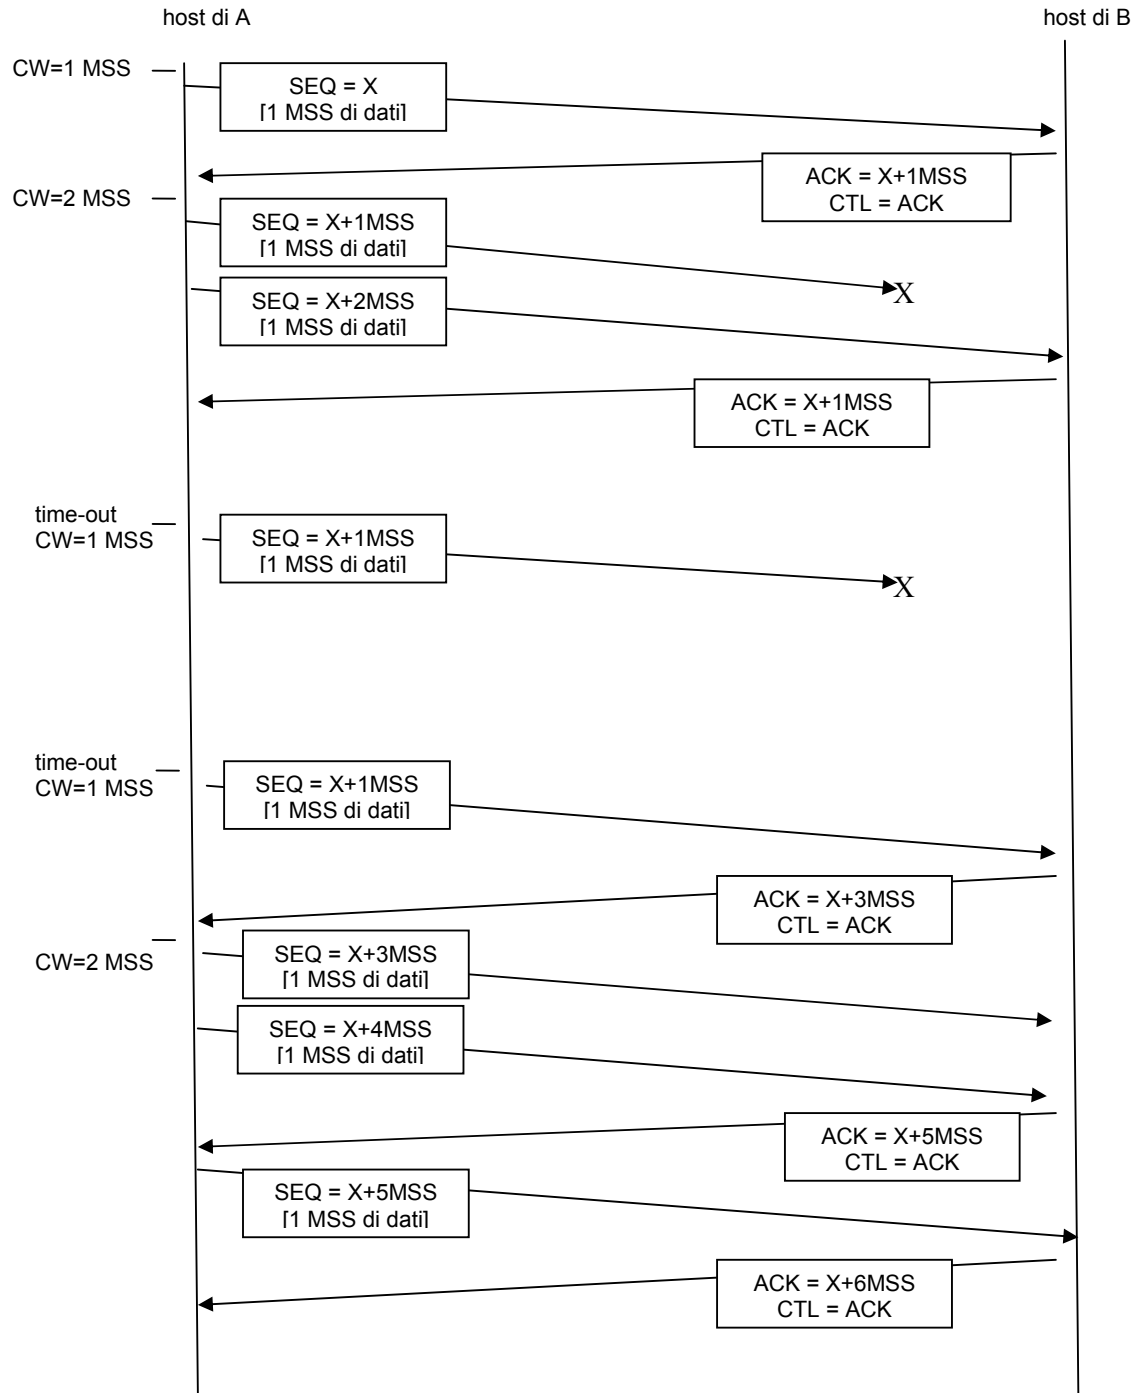 host di A
host di B
CW=1 MSS
SEQ = X
[1 MSS di dati]
ACK = X+1MSS
CTL = ACK
CW=2 MSS
SEQ = X+1MSS
[1 MSS di dati]
X
SEQ = X+2MSS
[1 MSS di dati]
ACK = X+1MSS
CTL = ACK
time-out
CW=1 MSS
SEQ = X+1MSS
[1 MSS di dati]
X
time-out
CW=1 MSS
SEQ = X+1MSS
[1 MSS di dati]
ACK = X+3MSS
CTL = ACK
CW=2 MSS
SEQ = X+3MSS
[1 MSS di dati]
SEQ = X+4MSS
[1 MSS di dati]
ACK = X+5MSS
CTL = ACK
SEQ = X+5MSS
[1 MSS di dati]
ACK = X+6MSS
CTL = ACK